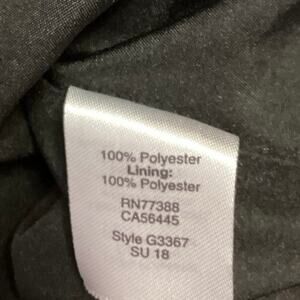 100% Polyester
Lining:
100% Polyester
RN77388
CA56445
Style G3367
SU 18